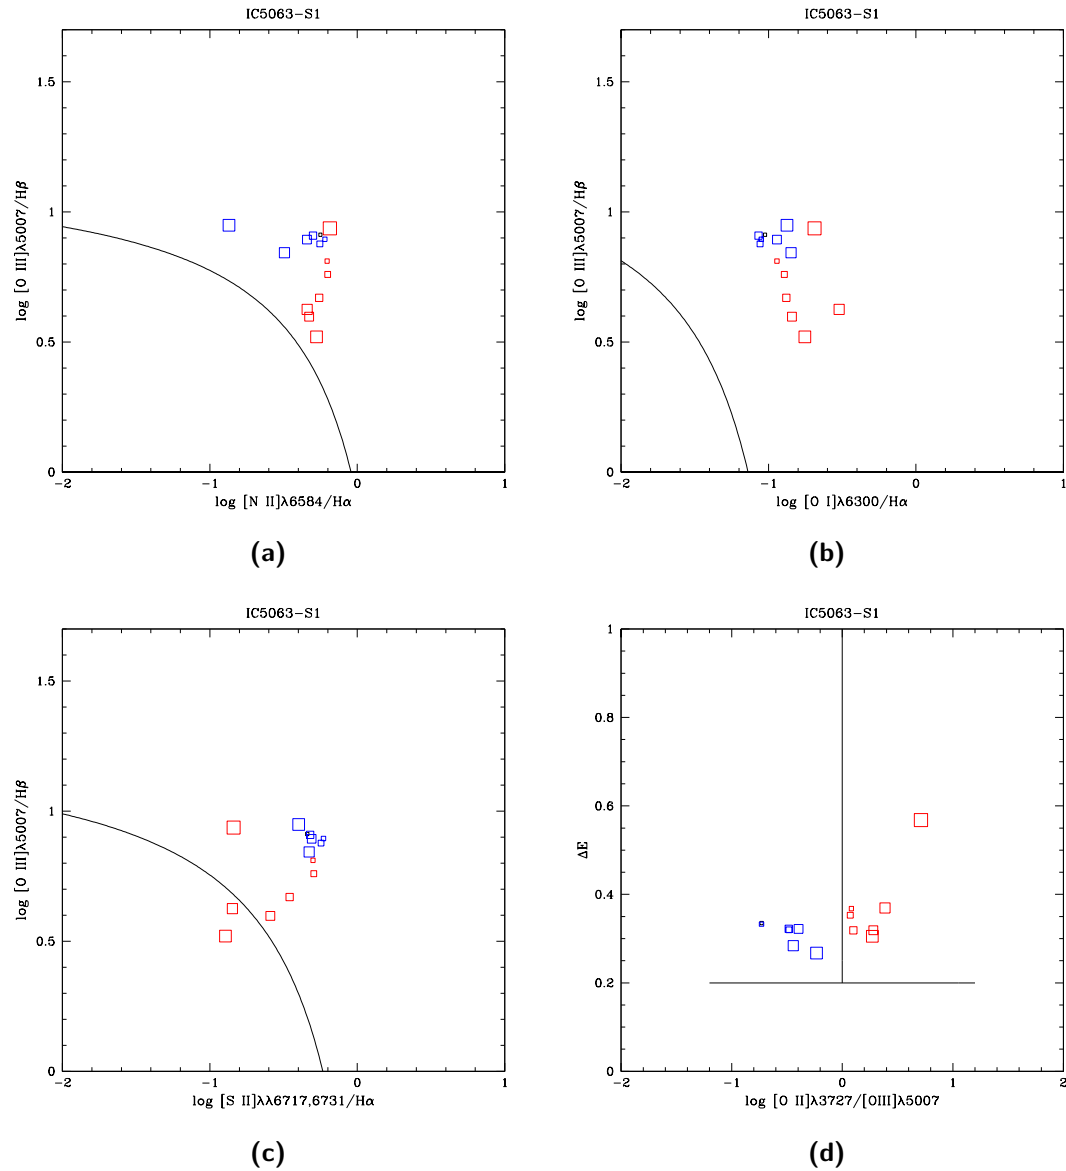 IC5063-S1
IC5063-S1
log [O III]λ5007/Hβ
1.5
1
0.5
0
-2
-1
0
1
log [N II]λ6584/Hα
log [O III]λ5007/Hβ
1.5
1
0.5
0
-2
-1
0
1
log [O I]λ6300/Hα
(a)
(b)
IC5063-S1
IC5063-S1
log [O III]λ5007/Hβ
1.5
1
0.5
0
-2
-1
0
1
log [S II]λλ6717,6731/Hα
ΔE
1
0.8
0.6
0.4
0.2
0
-2
-1
0
1
2
log [O II]λ3727/[OIII]λ5007
(c)
(d)